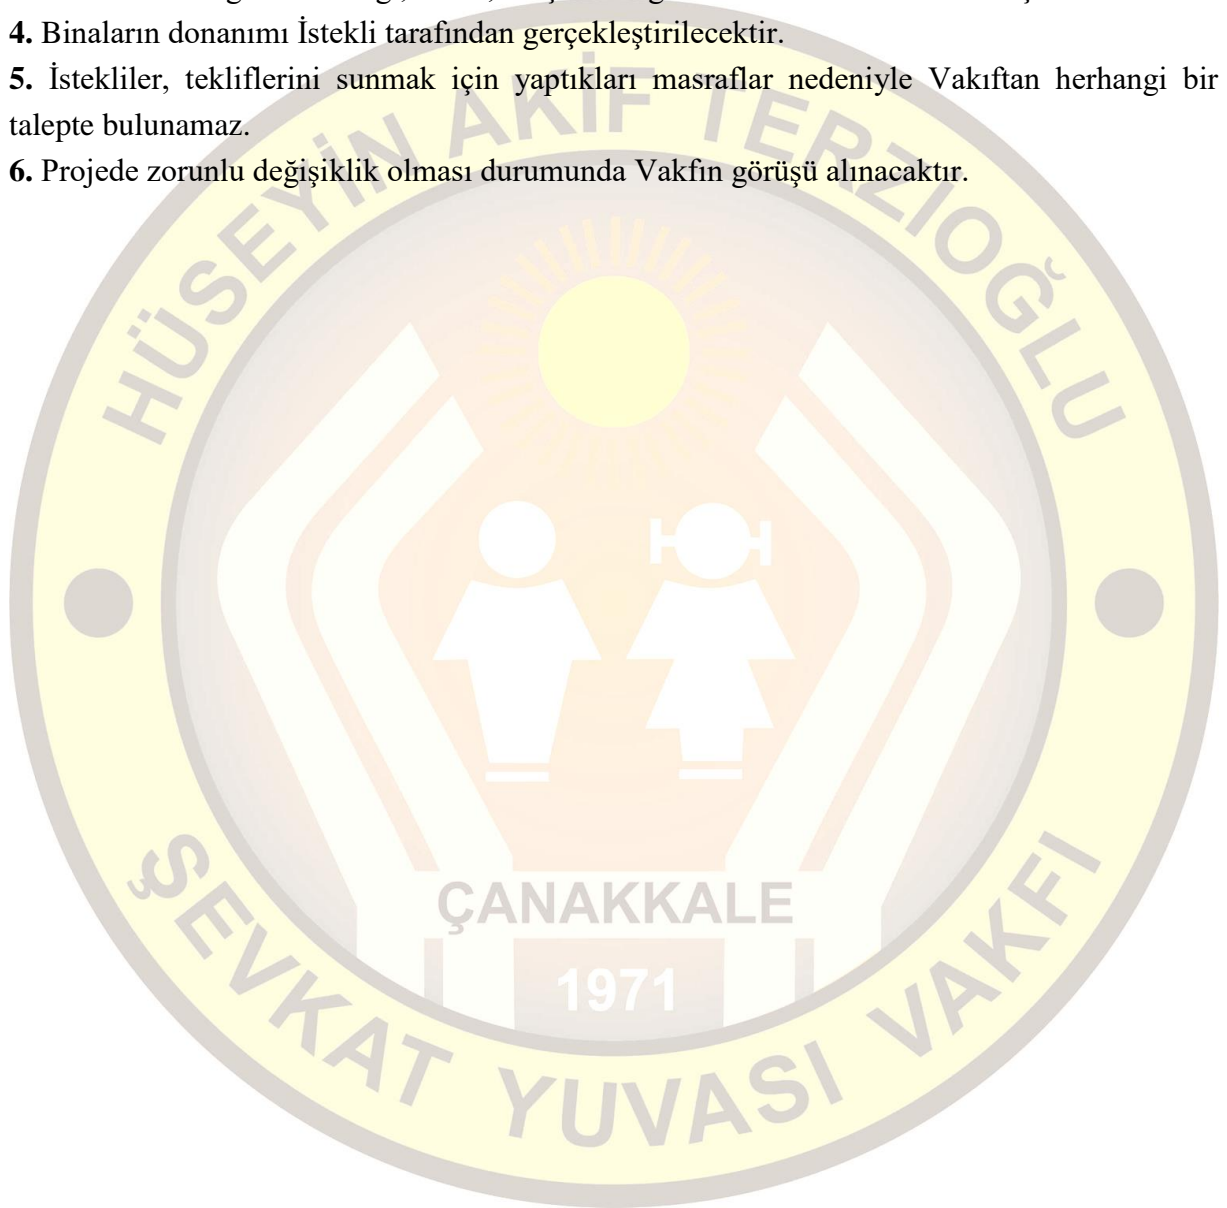 4. Binaların donanımı İstekli tarafından gerçekleştirilecektir.
5. İstekliler, tekliflerini sunmak için yaptıkları masraflar nedeniyle Vakıftan herhangi bir
talepte bulunamaz.
6. Projede zorunlu değişiklik olması durumunda Vakfın görüşü alınacaktır.
HÜSEYİN AKİF TERZİOĞLU
ÇANAKKALE
1971
ŞEVKAT YUVASI VAKFI